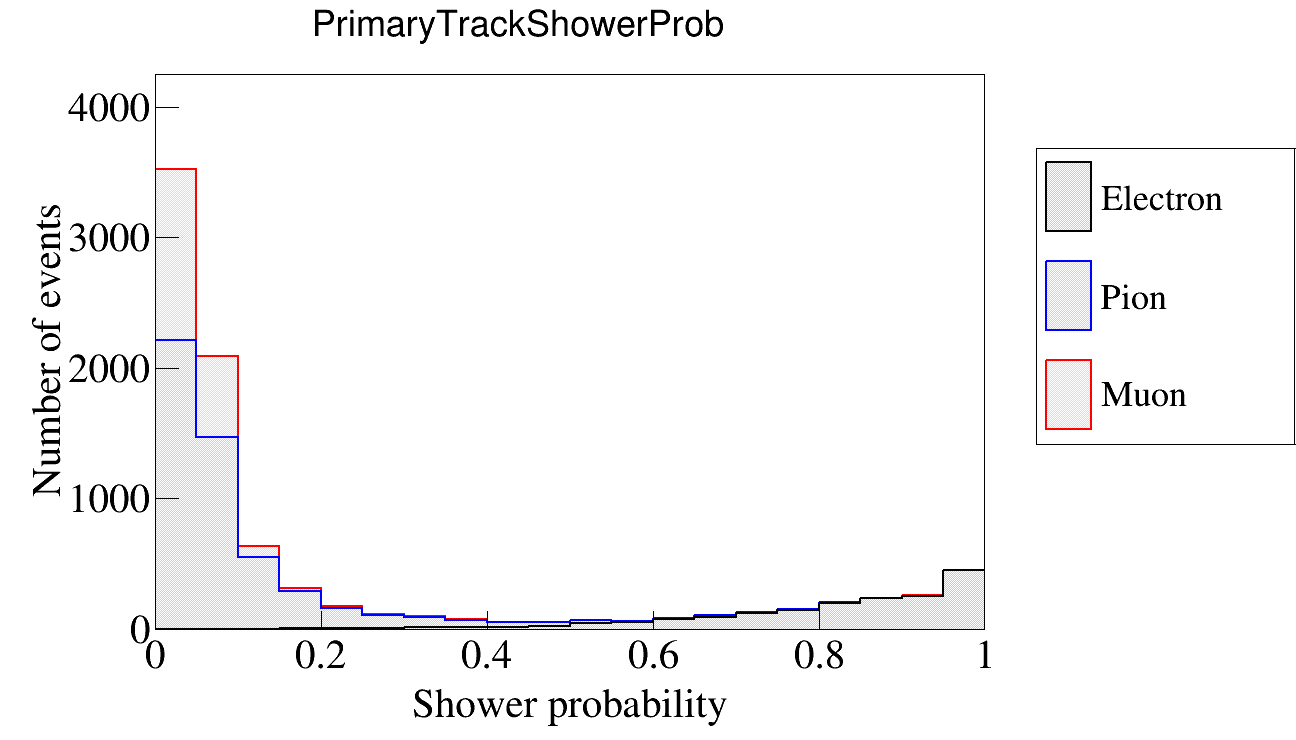 PrimaryTrackShowerProb
Number of events
4000
3000
2000
1000
0
0 0.2 0.4 0.6 0.8 1
Shower probability
Electron
Pion
Muon